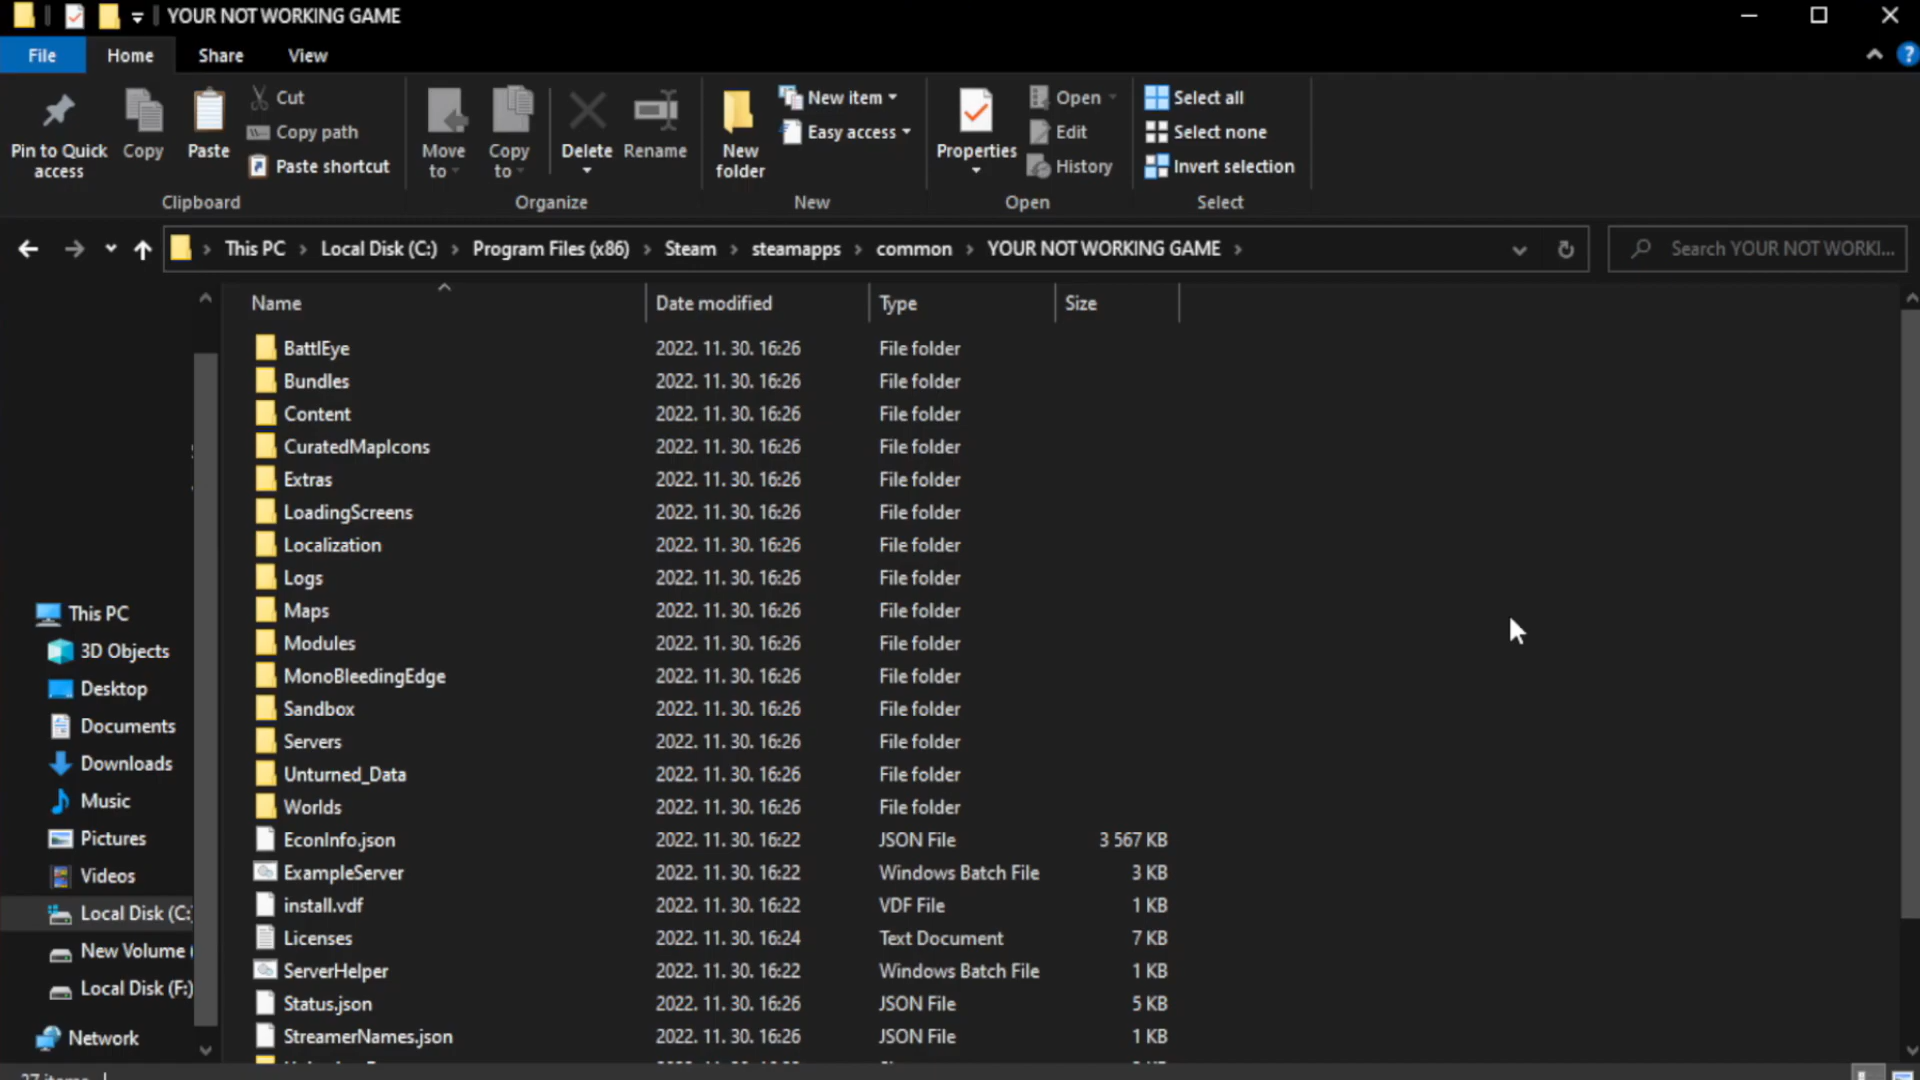 YOUR NOT WORKING GAME
File Home Share View
Pin to Quick access
Copy
Paste
Cut
Copy path
Paste shortcut
Clipboard
Move to
Copy to
Delete
Rename
Organize
New folder
New item
Easy access
New
Properties
Open
Edit
History
Open
Select all
Select none
Invert selection
Select
This PC Local Disk (C:) Program Files (x86) Steam steamapps common YOUR NOT WORKING GAME
Search YOUR NOT WORKI...
This PC
3D Objects
Desktop
Documents
Downloads
Music
Pictures
Videos
Local Disk (C:
New Volume (
Local Disk (F:)
Network
Name Date modified Type Size
BattlEye 2022. 11. 30. 16:26 File folder
Bundles 2022. 11. 30. 16:26 File folder
Content 2022. 11. 30. 16:26 File folder
CuratedMapIcons 2022. 11. 30. 16:26 File folder
Extras 2022. 11. 30. 16:26 File folder
LoadingScreens 2022. 11. 30. 16:26 File folder
Localization 2022. 11. 30. 16:26 File folder
Logs 2022. 11. 30. 16:26 File folder
Maps 2022. 11. 30. 16:26 File folder
Modules 2022. 11. 30. 16:26 File folder
MonoBleedingEdge 2022. 11. 30. 16:26 File folder
Sandbox 2022. 11. 30. 16:26 File folder
Servers 2022. 11. 30. 16:26 File folder
Unturned_Data 2022. 11. 30. 16:26 File folder
Worlds 2022. 11. 30. 16:26 File folder
EconInfo.json 2022. 11. 30. 16:22 JSON File 3 567 KB
ExampleServer 2022. 11. 30. 16:22 Windows Batch File 3 KB
install.vdf 2022. 11. 30. 16:22 VDF File 1 KB
Licenses 2022. 11. 30. 16:24 Text Document 7 KB
ServerHelper 2022. 11. 30. 16:22 Windows Batch File 1 KB
Status.json 2022. 11. 30. 16:26 JSON File 5 KB
StreamerNames.json 2022. 11. 30. 16:26 JSON File 1 KB